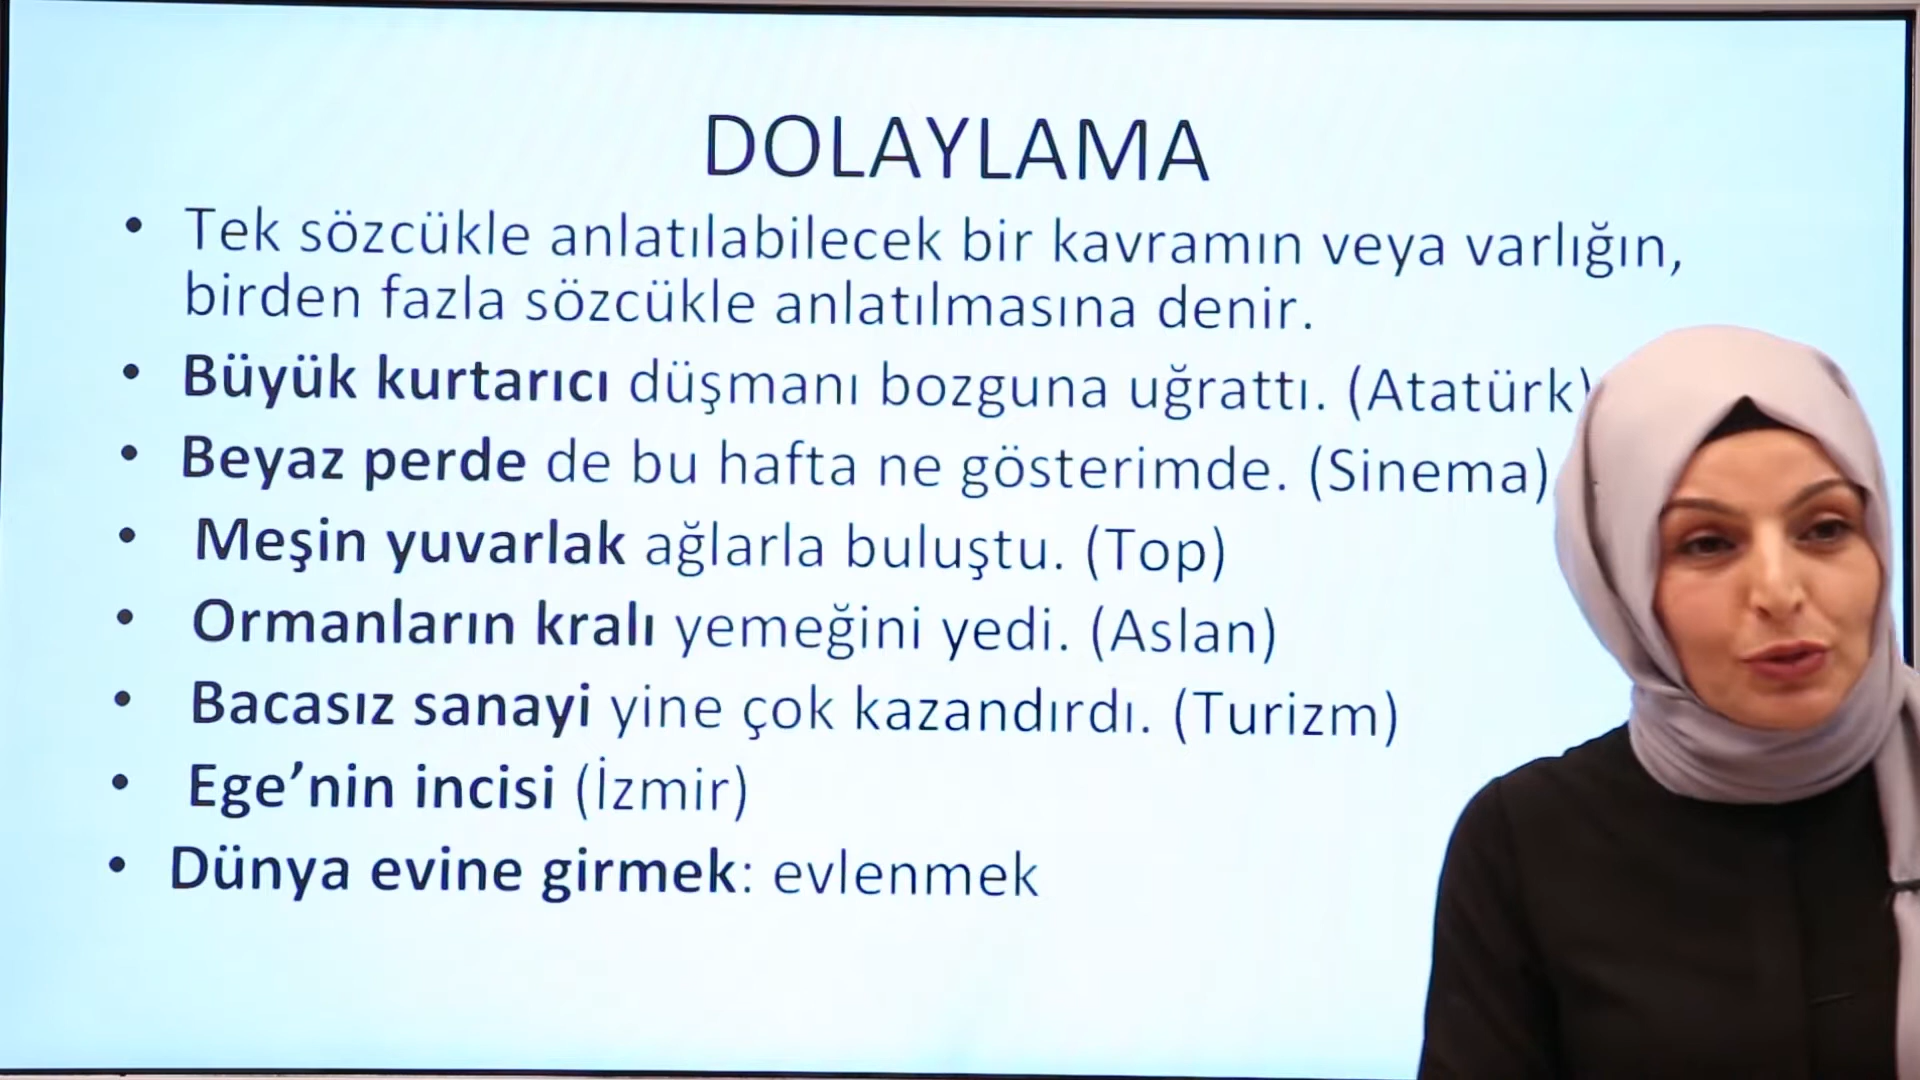 DOLAYLAMA
• Tek sözcükle anlatılabilecek bir kavramın veya varlığın,
birden fazla sözcükle anlatılmasına denir.
• Büyük kurtarıcı düşmanı bozguna uğrattı. (Atatürk)
• Beyaz perde de bu hafta ne gösterimde. (Sinema)
• Meşin yuvarlak ağlarla buluştu. (Top)
• Ormanların kralı yemeğini yedi. (Aslan)
• Bacasız sanayi yine çok kazandırdı. (Turizm)
• Ege’nin incisi (İzmir)
• Dünya evine girmek: evlenmek